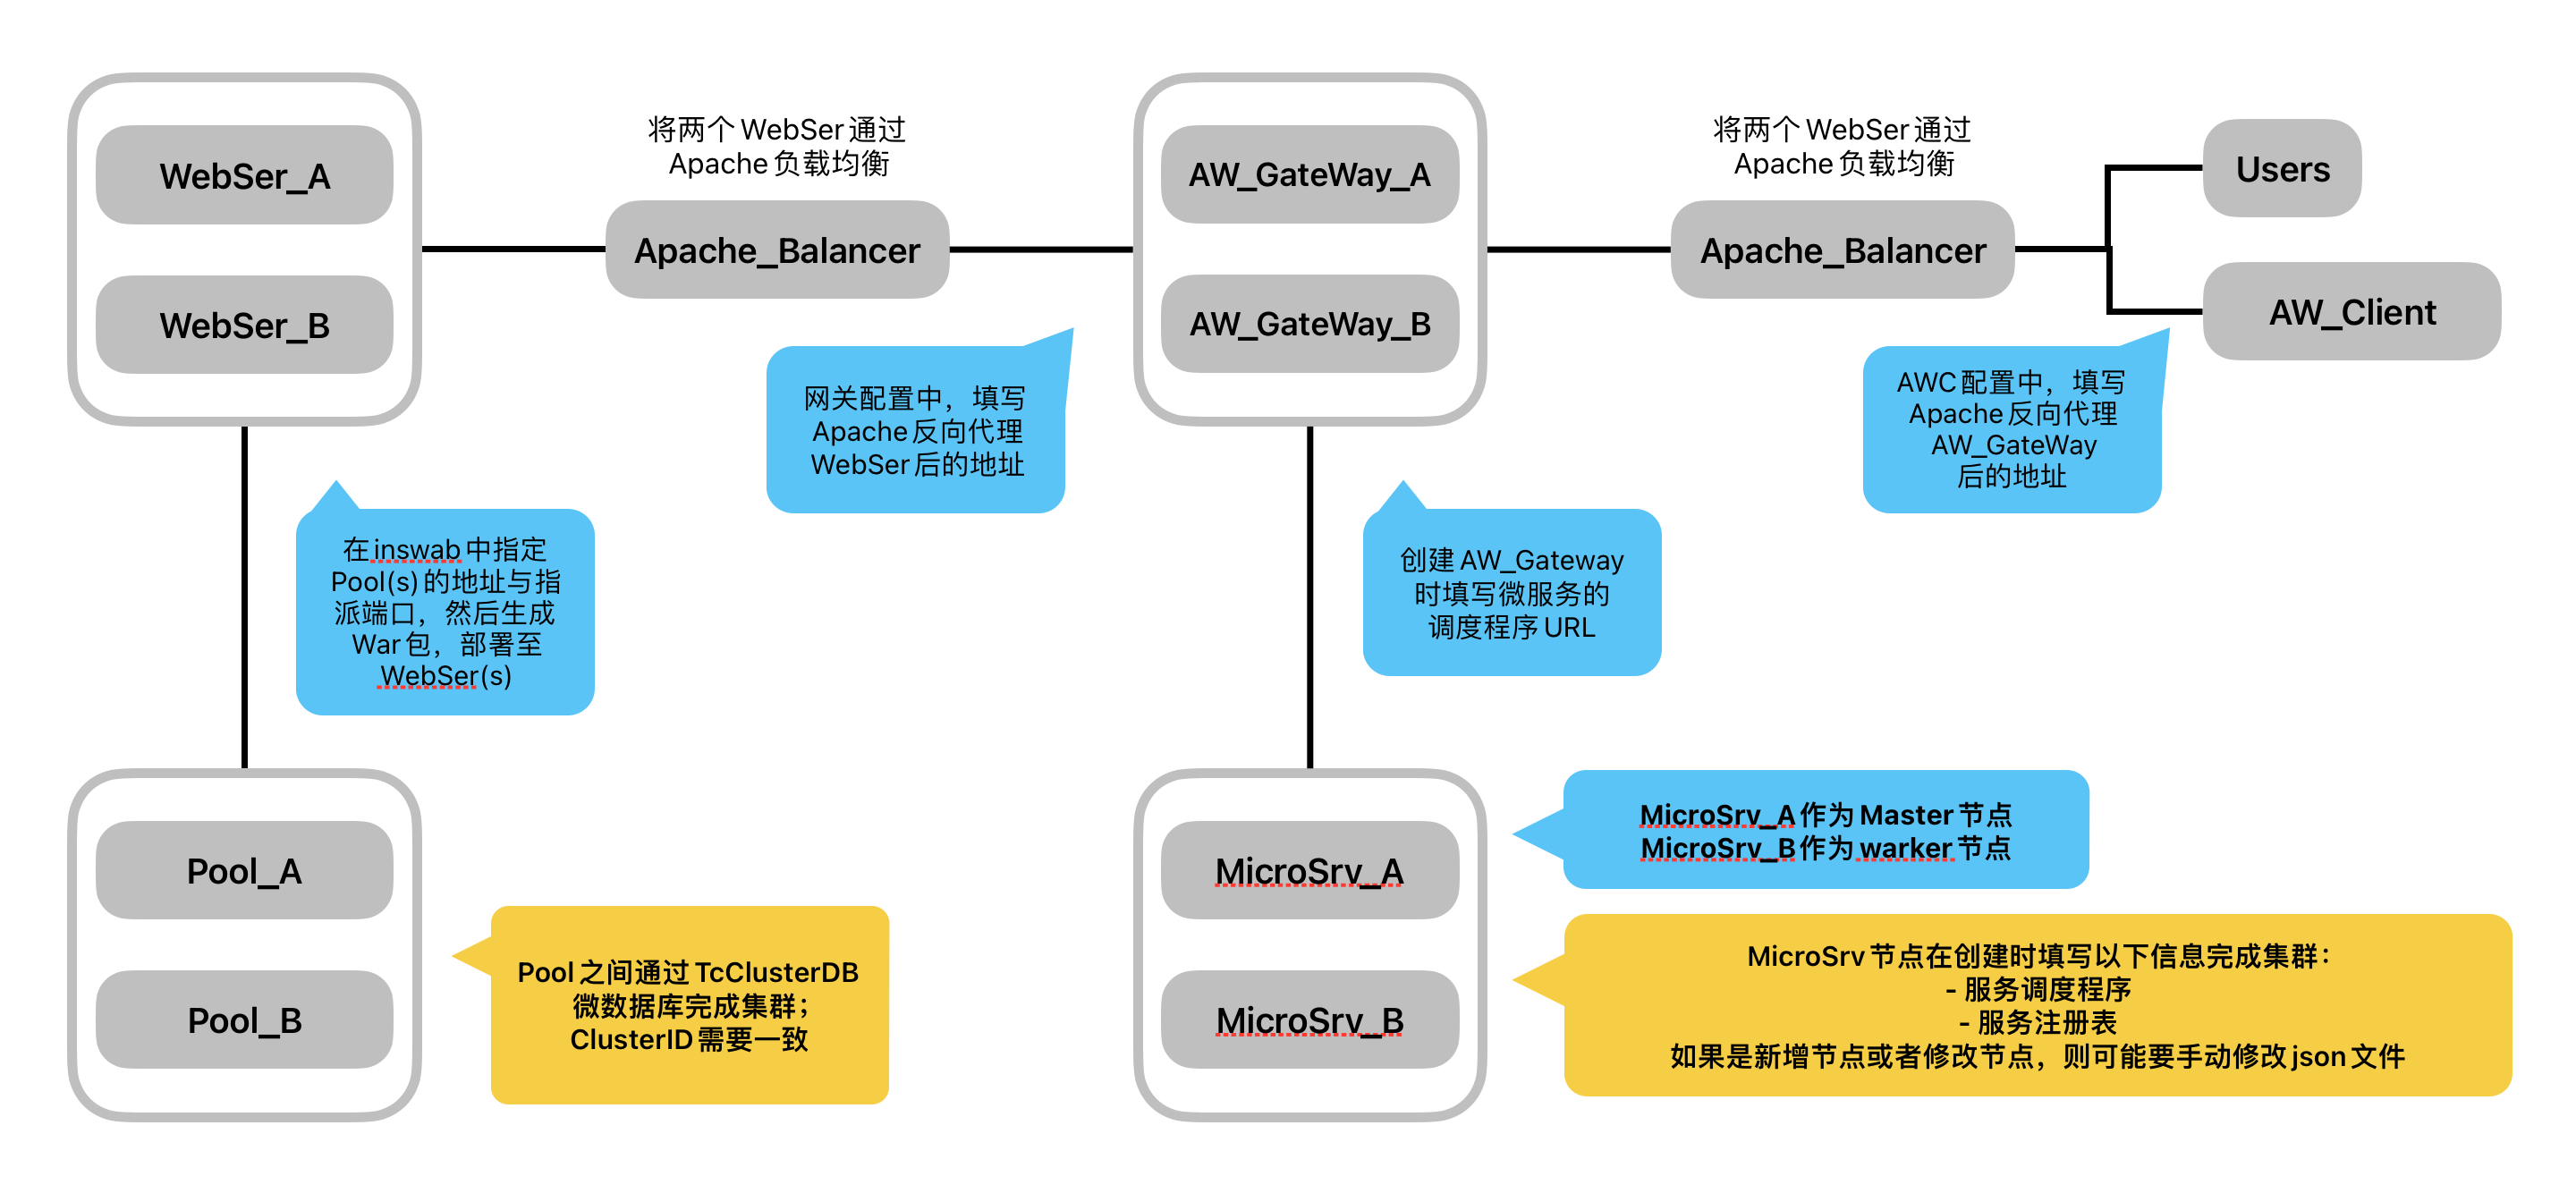 WebSer_A
WebSer_B
将两个 WebSer 通过
Apache 负载均衡
Apache_Balancer
AW_GateWay_A
AW_GateWay_B
将两个 WebSer 通过
Apache 负载均衡
Apache_Balancer
Users
AW_Client
网关配置中，填写
Apache 反向代理
WebSer 后的地址
AWC 配置中，填写
Apache 反向代理
AW_GateWay
后的地址
在 inswab 中指定
Pool(s) 的地址与指
派端口，然后生成
War 包，部署至
WebSer(s)
创建 AW_Gateway
时填写微服务的
调度程序 URL
Pool_A
Pool_B
Pool 之间通过 TcClusterDB
微数据库完成集群；
ClusterID 需要一致
MicroSrv_A
MicroSrv_B
MicroSrv_A 作为 Master 节点
MicroSrv_B 作为 warker 节点
MicroSrv 节点在创建时填写以下信息完成集群：
- 服务调度程序
- 服务注册表
如果是新增节点或者修改节点，则可能要手动修改 json 文件